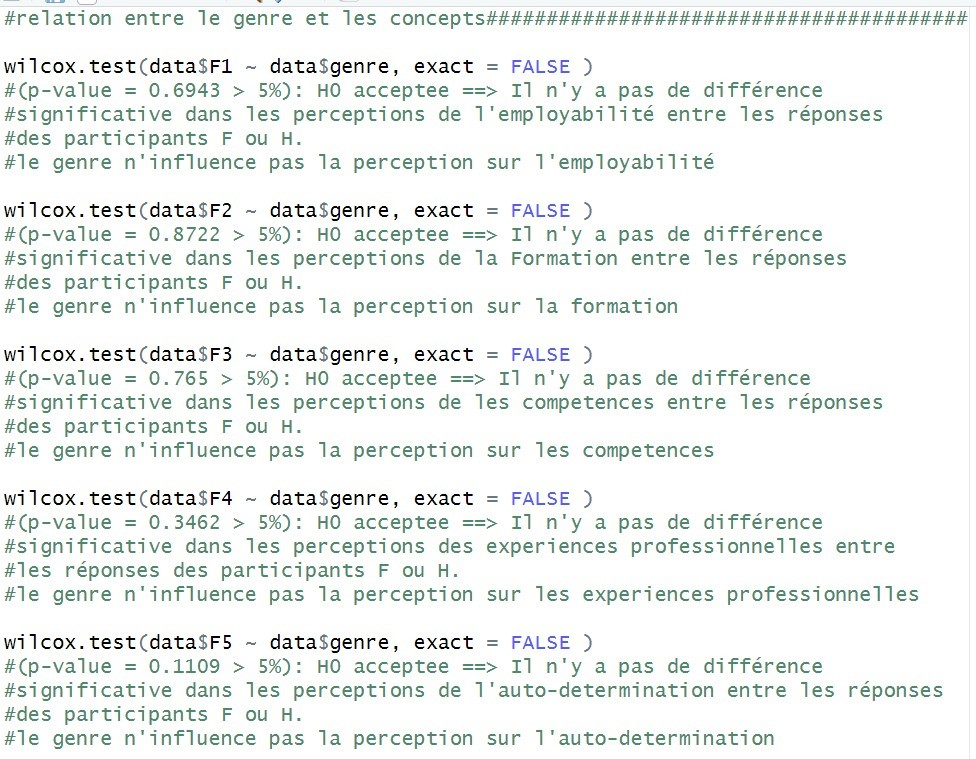 #relation entre le genre et les concepts########################################
wilcox.test(data$F1 ~ data$genre, exact = FALSE )
#(p-value = 0.6943 > 5%): HO acceptee ==> Il n'y a pas de différence
#significative dans les perceptions de l'employabilité entre les réponses
#des participants F ou H.
#le genre n'influence pas la perception sur l'employabilité
wilcox.test(data$F2 ~ data$genre, exact = FALSE )
#(p-value = 0.8722 > 5%): HO acceptee ==> Il n'y a pas de différence
#significative dans les perceptions de la Formation entre les réponses
#des participants F ou H.
#le genre n'influence pas la perception sur la formation
wilcox.test(data$F3 ~ data$genre, exact = FALSE )
#(p-value = 0.765 > 5%): HO acceptee ==> Il n'y a pas de différence
#significative dans les perceptions de les competences entre les réponses
#des participants F ou H.
#le genre n'influence pas la perception sur les competences
wilcox.test(data$F4 ~ data$genre, exact = FALSE )
#(p-value = 0.3462 > 5%): HO acceptee ==> Il n'y a pas de différence
#significative dans les perceptions des experiences professionnelles entre
#les réponses des participants F ou H.
#le genre n'influence pas la perception sur les experiences professionnelles
wilcox.test(data$F5 ~ data$genre, exact = FALSE )
#(p-value = 0.1109 > 5%): HO acceptee ==> Il n'y a pas de différence
#significative dans les perceptions de l'auto-determination entre les réponses
#des participants F ou H.
#le genre n'influence pas la perception sur l'auto-determination